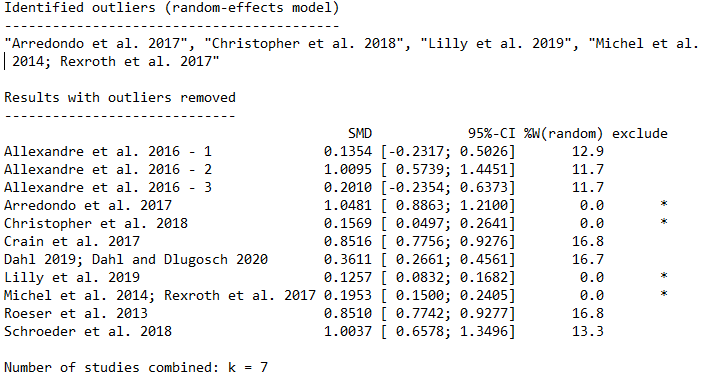 Identified outliers (random-effects model)
-----------------------------------------
"Arredondo et al. 2017", "Christopher et al. 2018", "Lilly et al. 2019", "Michel et al.
2014; Rexroth et al. 2017"
Results with outliers removed
----------------------------
SMD 95%-CI %W(random) exclude
Allexandre et al. 2016 - 1 0.1354 [-0.2317; 0.5026] 12.9
Allexandre et al. 2016 - 2 1.0095 [ 0.5739; 1.4451] 11.7
Allexandre et al. 2016 - 3 0.2010 [-0.2354; 0.6373] 11.7
Arredondo et al. 2017 1.0481 [ 0.8863; 1.2100] 0.0 *
Christopher et al. 2018 0.1569 [ 0.0497; 0.2641] 0.0 *
Crain et al. 2017 0.8516 [ 0.7756; 0.9276] 16.8
Dahl 2019; Dahl and Dlugosch 2020 0.3611 [ 0.2661; 0.4561] 16.7
Lilly et al. 2019 0.1257 [ 0.0832; 0.1682] 0.0 *
Michel et al. 2014; Rexroth et al. 2017 0.1953 [ 0.1500; 0.2405] 0.0 *
Roeser et al. 2013 0.8510 [ 0.7742; 0.9277] 16.8
Schroeder et al. 2018 1.0037 [ 0.6578; 1.3496] 13.3
Number of studies combined: k = 7